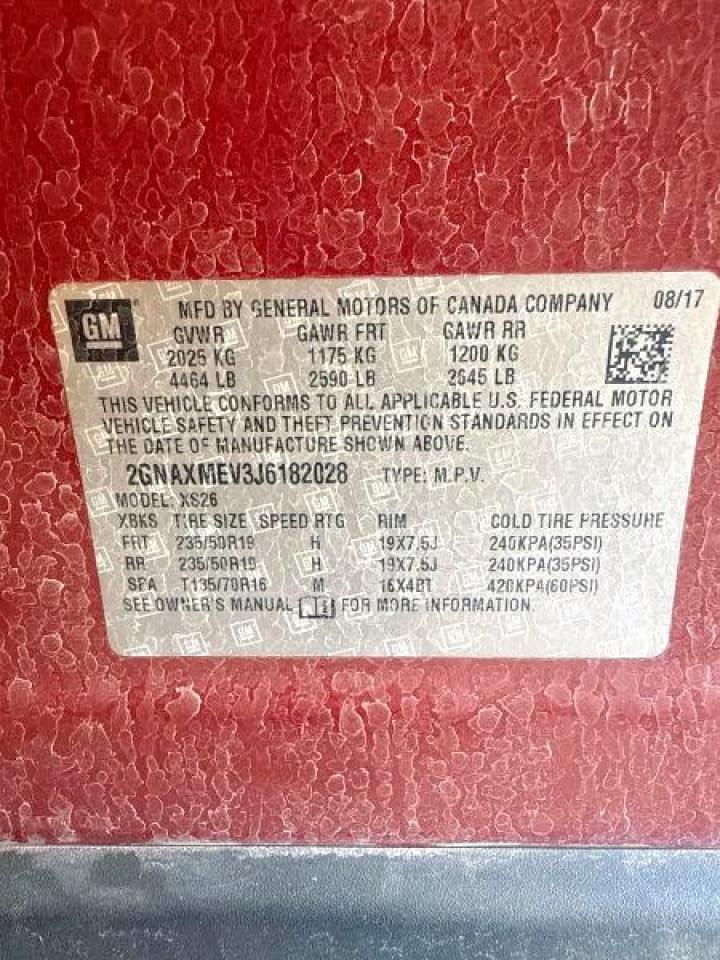 GM
MFD BY GENERAL MOTORS OF CANADA COMPANY 08/17
GVWR GAWR FRT GAWR RR
2025 KG 1175 KG 1200 KG
4464 LB 2590 LB 2645 LB
THIS VEHICLE CONFORMS TO ALL APPLICABLE U.S. FEDERAL MOTOR
VEHICLE SAFETY AND THEFT PREVENTION STANDARDS IN EFFECT ON
THE DATE OF MANUFACTURE SHOWN ABOVE.
2GNAXMEV3J6182028 TYPE: M.P.V.
MODEL: XS26
XBKS TIRE SIZE SPEED RTG RIM COLD TIRE PRESSURE
FRT 235/50R19 H 19X7.5J 240KPA(35PSI)
RR 235/50R19 H 19X7.5J 240KPA(35PSI)
SPA T135/70R16 M 16X4BT 420KPA(60PSI)
SEE OWNER'S MANUAL FOR MORE INFORMATION.